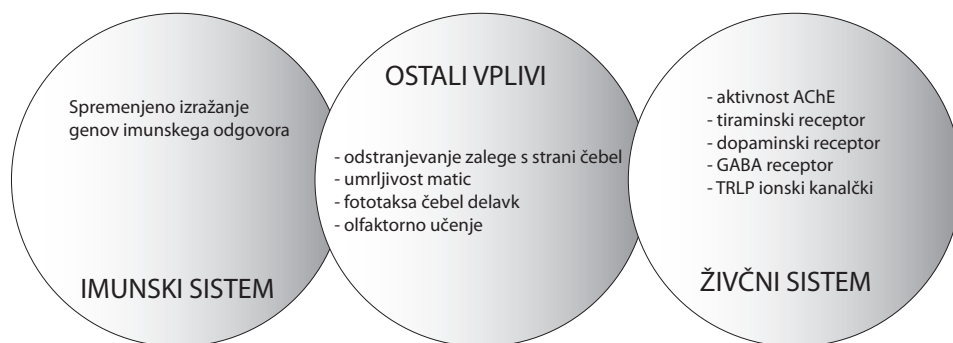 Spremenjeno izražanje
genov imunskega odgovora
IMUNSKI SISTEM
OSTALI VPLIVI
- odstranjevanje zalege s strani čebel
- umrljivost matic
- fototaksa čebel delavk
- olfaktorno učenje
- aktivnost AChE
- tiraminski receptor
- dopaminski receptor
- GABA receptor
- TRLP ionski kanalčki
ŽIVČNI SISTEM